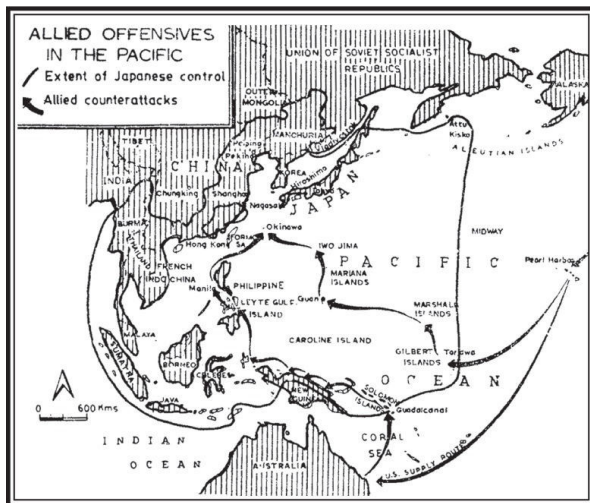 ALLIED OFFENSIVES
IN THE PACIFIC
Extent of Japanese control
Allied counterattacks
UNION OF SOVIET SOCIALIST
REPUBLICS
ALASKA
OUTER
MONGOLIA
MANCHURIA
Attu
Kiska
ALEUTIAN ISLANDS
TIBET
Peking
CHINA
KOREA
Hiroshima
JAPAN
INDIA
Chungking
Shanghai
Nagasaki
Okinawa
MIDWAY
BURMA
Hong Kong
FORMOSA
IWO JIMA
PACIFIC
Pearl Harbor
THAILAND
FRENCH
INDO CHINA
MARIANA
ISLANDS
Manila
PHILIPPINE
LEYTE GULF
ISLAND
Guam
MARSHALL
ISLANDS
MALAYA
CAROLINE ISLAND
GILBERT Tarawa
ISLANDS
SUMATRA
BORNEO
CELEBES
OCEAN
NEW
GUINEA
SOLOMON
ISLANDS
JAVA
Guadalcanal
0 600 Kms
CORAL
SEA
INDIAN
OCEAN
AUSTRALIA
U.S. SUPPLY ROUTE